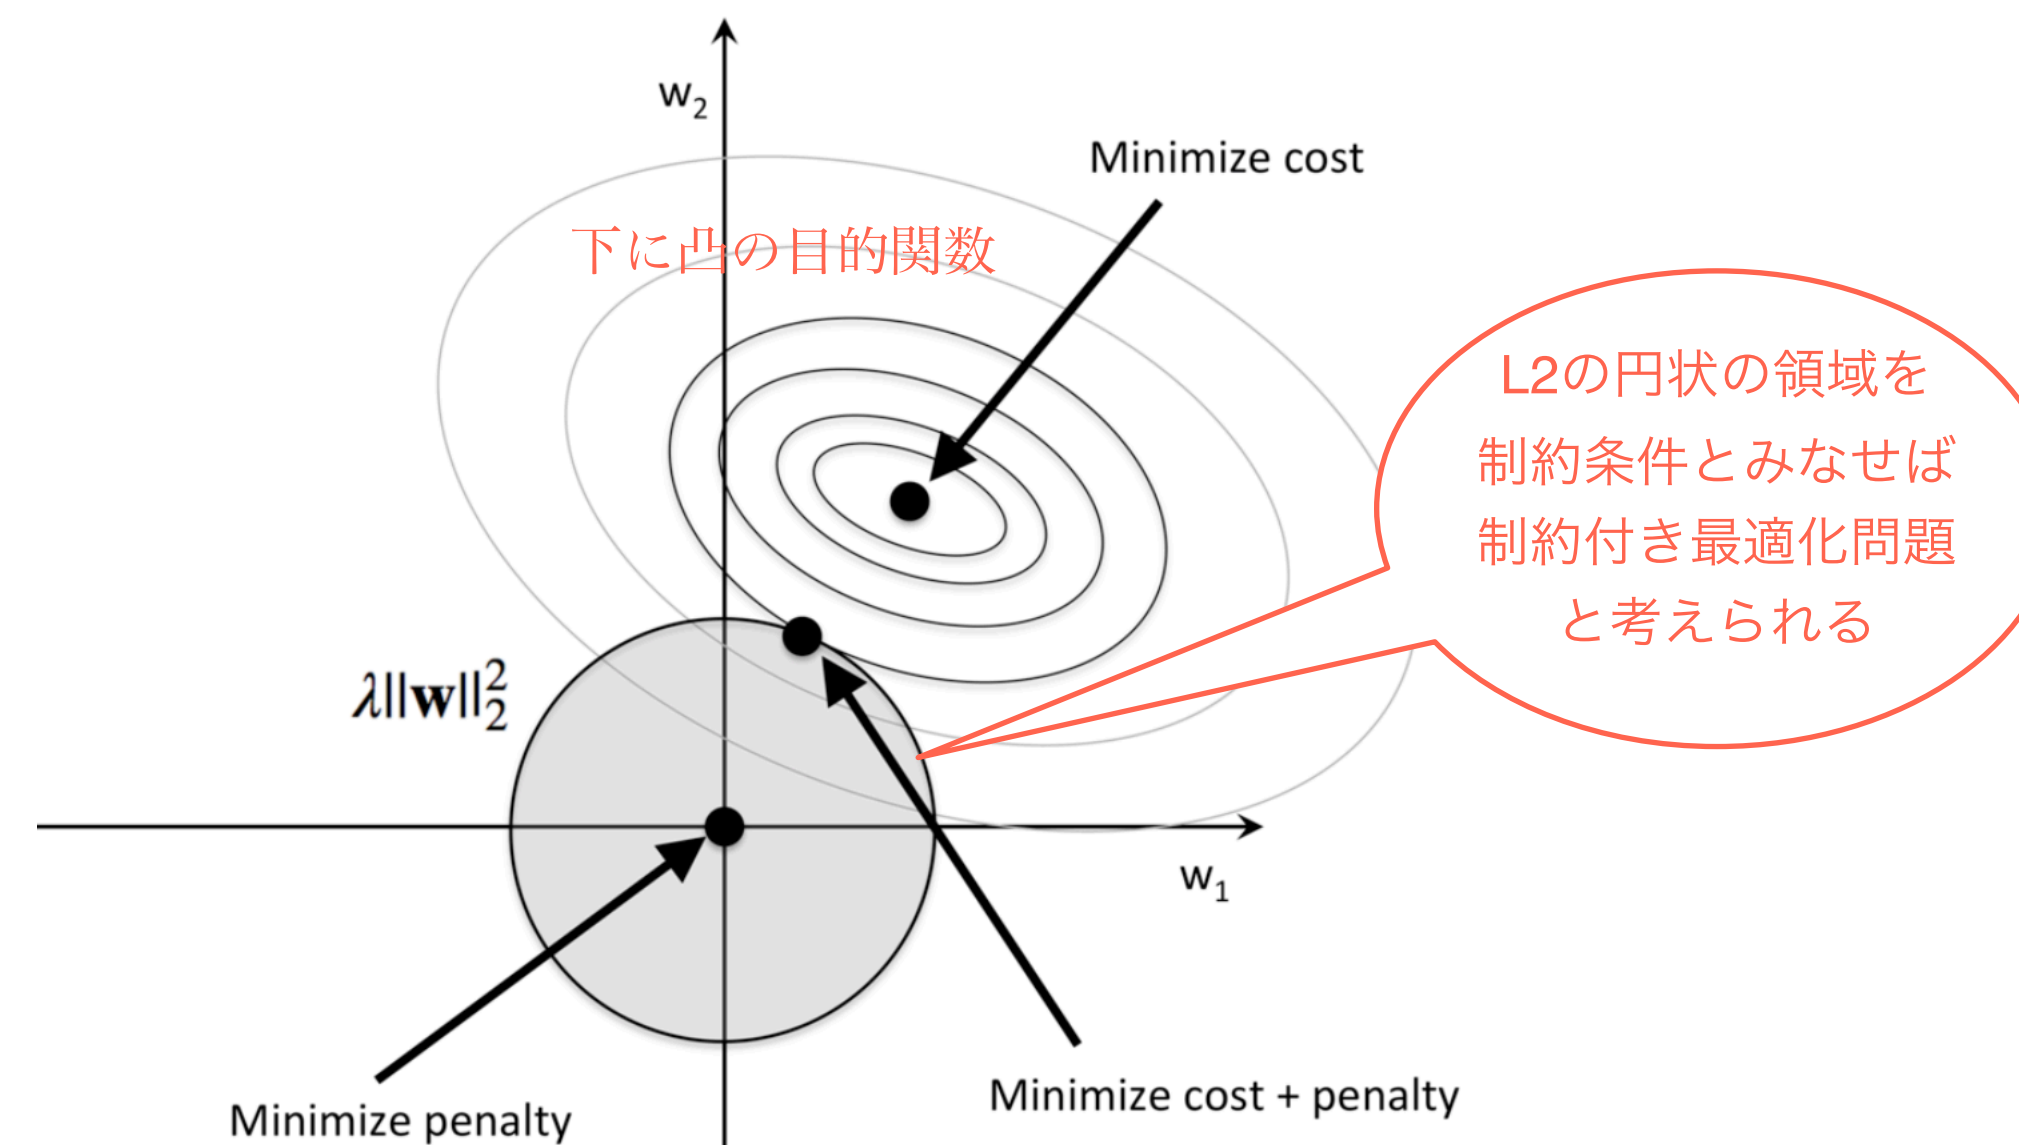 w₂
Minimize cost
下に凸の目的関数
L2の円状の領域を
制約条件とみなせば
制約付き最適化問題
と考えられる
λ||w||₂²
w₁
Minimize cost + penalty
Minimize penalty